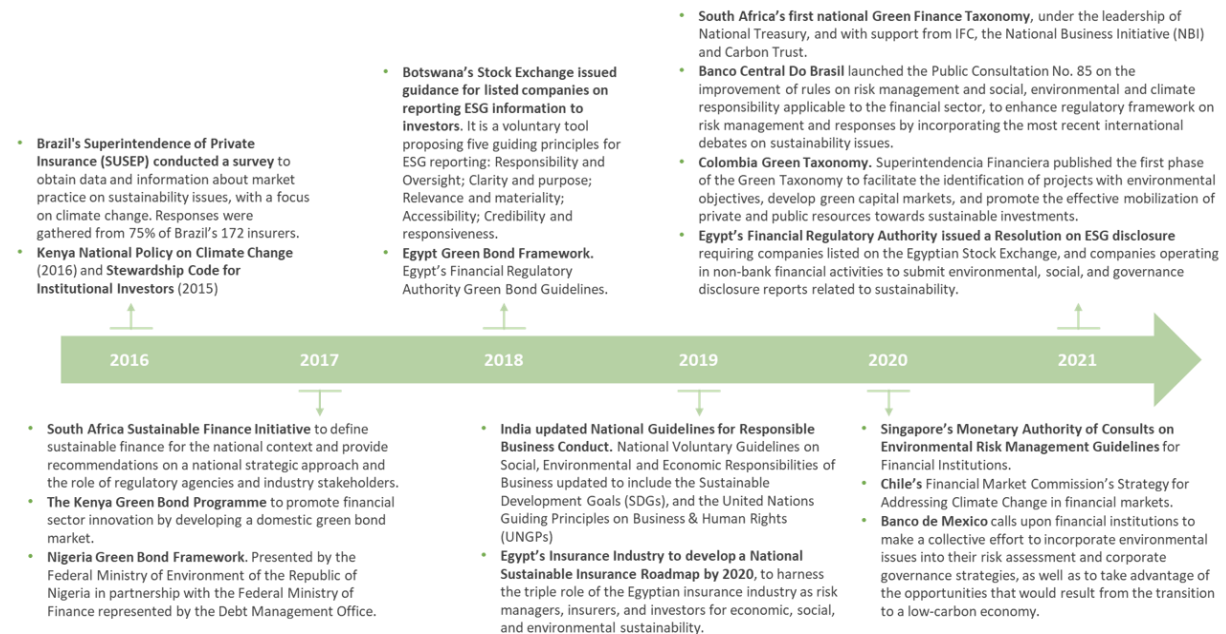 • Brazil's Superintendence of Private
Insurance (SUSEP) conducted a survey to
obtain data and information about market
practice on sustainability issues, with a focus
on climate change. Responses were
gathered from 75% of Brazil's 172 insurers.
• Kenya National Policy on Climate Change
(2016) and Stewardship Code for
Institutional Investors (2015)
• Botswana's Stock Exchange issued
guidance for listed companies on
reporting ESG information to
investors. It is a voluntary tool
proposing five guiding principles for
ESG reporting: Responsibility and
Oversight; Clarity and purpose;
Relevance and materiality;
Accessibility; Credibility and
responsiveness.
• Egypt Green Bond Framework.
Egypt's Financial Regulatory
Authority Green Bond Guidelines.
• South Africa's first national Green Finance Taxonomy, under the leadership of
National Treasury, and with support from IFC, the National Business Initiative (NBI)
and Carbon Trust.
• Banco Central Do Brasil launched the Public Consultation No. 85 on the
improvement of rules on risk management and social, environmental and climate
responsibility applicable to the financial sector, to enhance regulatory framework on
risk management and responses by incorporating the most recent international
debates on sustainability issues.
• Colombia Green Taxonomy. Superintendencia Financiera published the first phase
of the Green Taxonomy to facilitate the identification of projects with environmental
objectives, develop green capital markets, and promote the effective mobilization of
private and public resources towards sustainable investments.
• Egypt's Financial Regulatory Authority issued a Resolution on ESG disclosure
requiring companies listed on the Egyptian Stock Exchange, and companies operating
in non-bank financial activities to submit environmental, social, and governance
disclosure reports related to sustainability.
2016 2017 2018 2019 2020 2021
• South Africa Sustainable Finance Initiative to define
sustainable finance for the national context and provide
recommendations on a national strategic approach and
the role of regulatory agencies and industry stakeholders.
• The Kenya Green Bond Programme to promote financial
sector innovation by developing a domestic green bond
market.
• Nigeria Green Bond Framework. Presented by the
Federal Ministry of Environment of the Republic of
Nigeria in partnership with the Federal Ministry of
Finance represented by the Debt Management Office.
• India updated National Guidelines for Responsible
Business Conduct. National Voluntary Guidelines on
Social, Environmental and Economic Responsibilities of
Business updated to include the Sustainable
Development Goals (SDGs), and the United Nations
Guiding Principles on Business & Human Rights
(UNGPs)
• Egypt's Insurance Industry to develop a National
Sustainable Insurance Roadmap by 2020, to harness
the triple role of the Egyptian insurance industry as risk
managers, insurers, and investors for economic, social,
and environmental sustainability.
• Singapore's Monetary Authority of Consults on
Environmental Risk Management Guidelines for
Financial Institutions.
• Chile's Financial Market Commission's Strategy for
Addressing Climate Change in financial markets.
• Banco de Mexico calls upon financial institutions to
make a collective effort to incorporate environmental
issues into their risk assessment and corporate
governance strategies, as well as to take advantage of
the opportunities that would result from the transition
to a low-carbon economy.